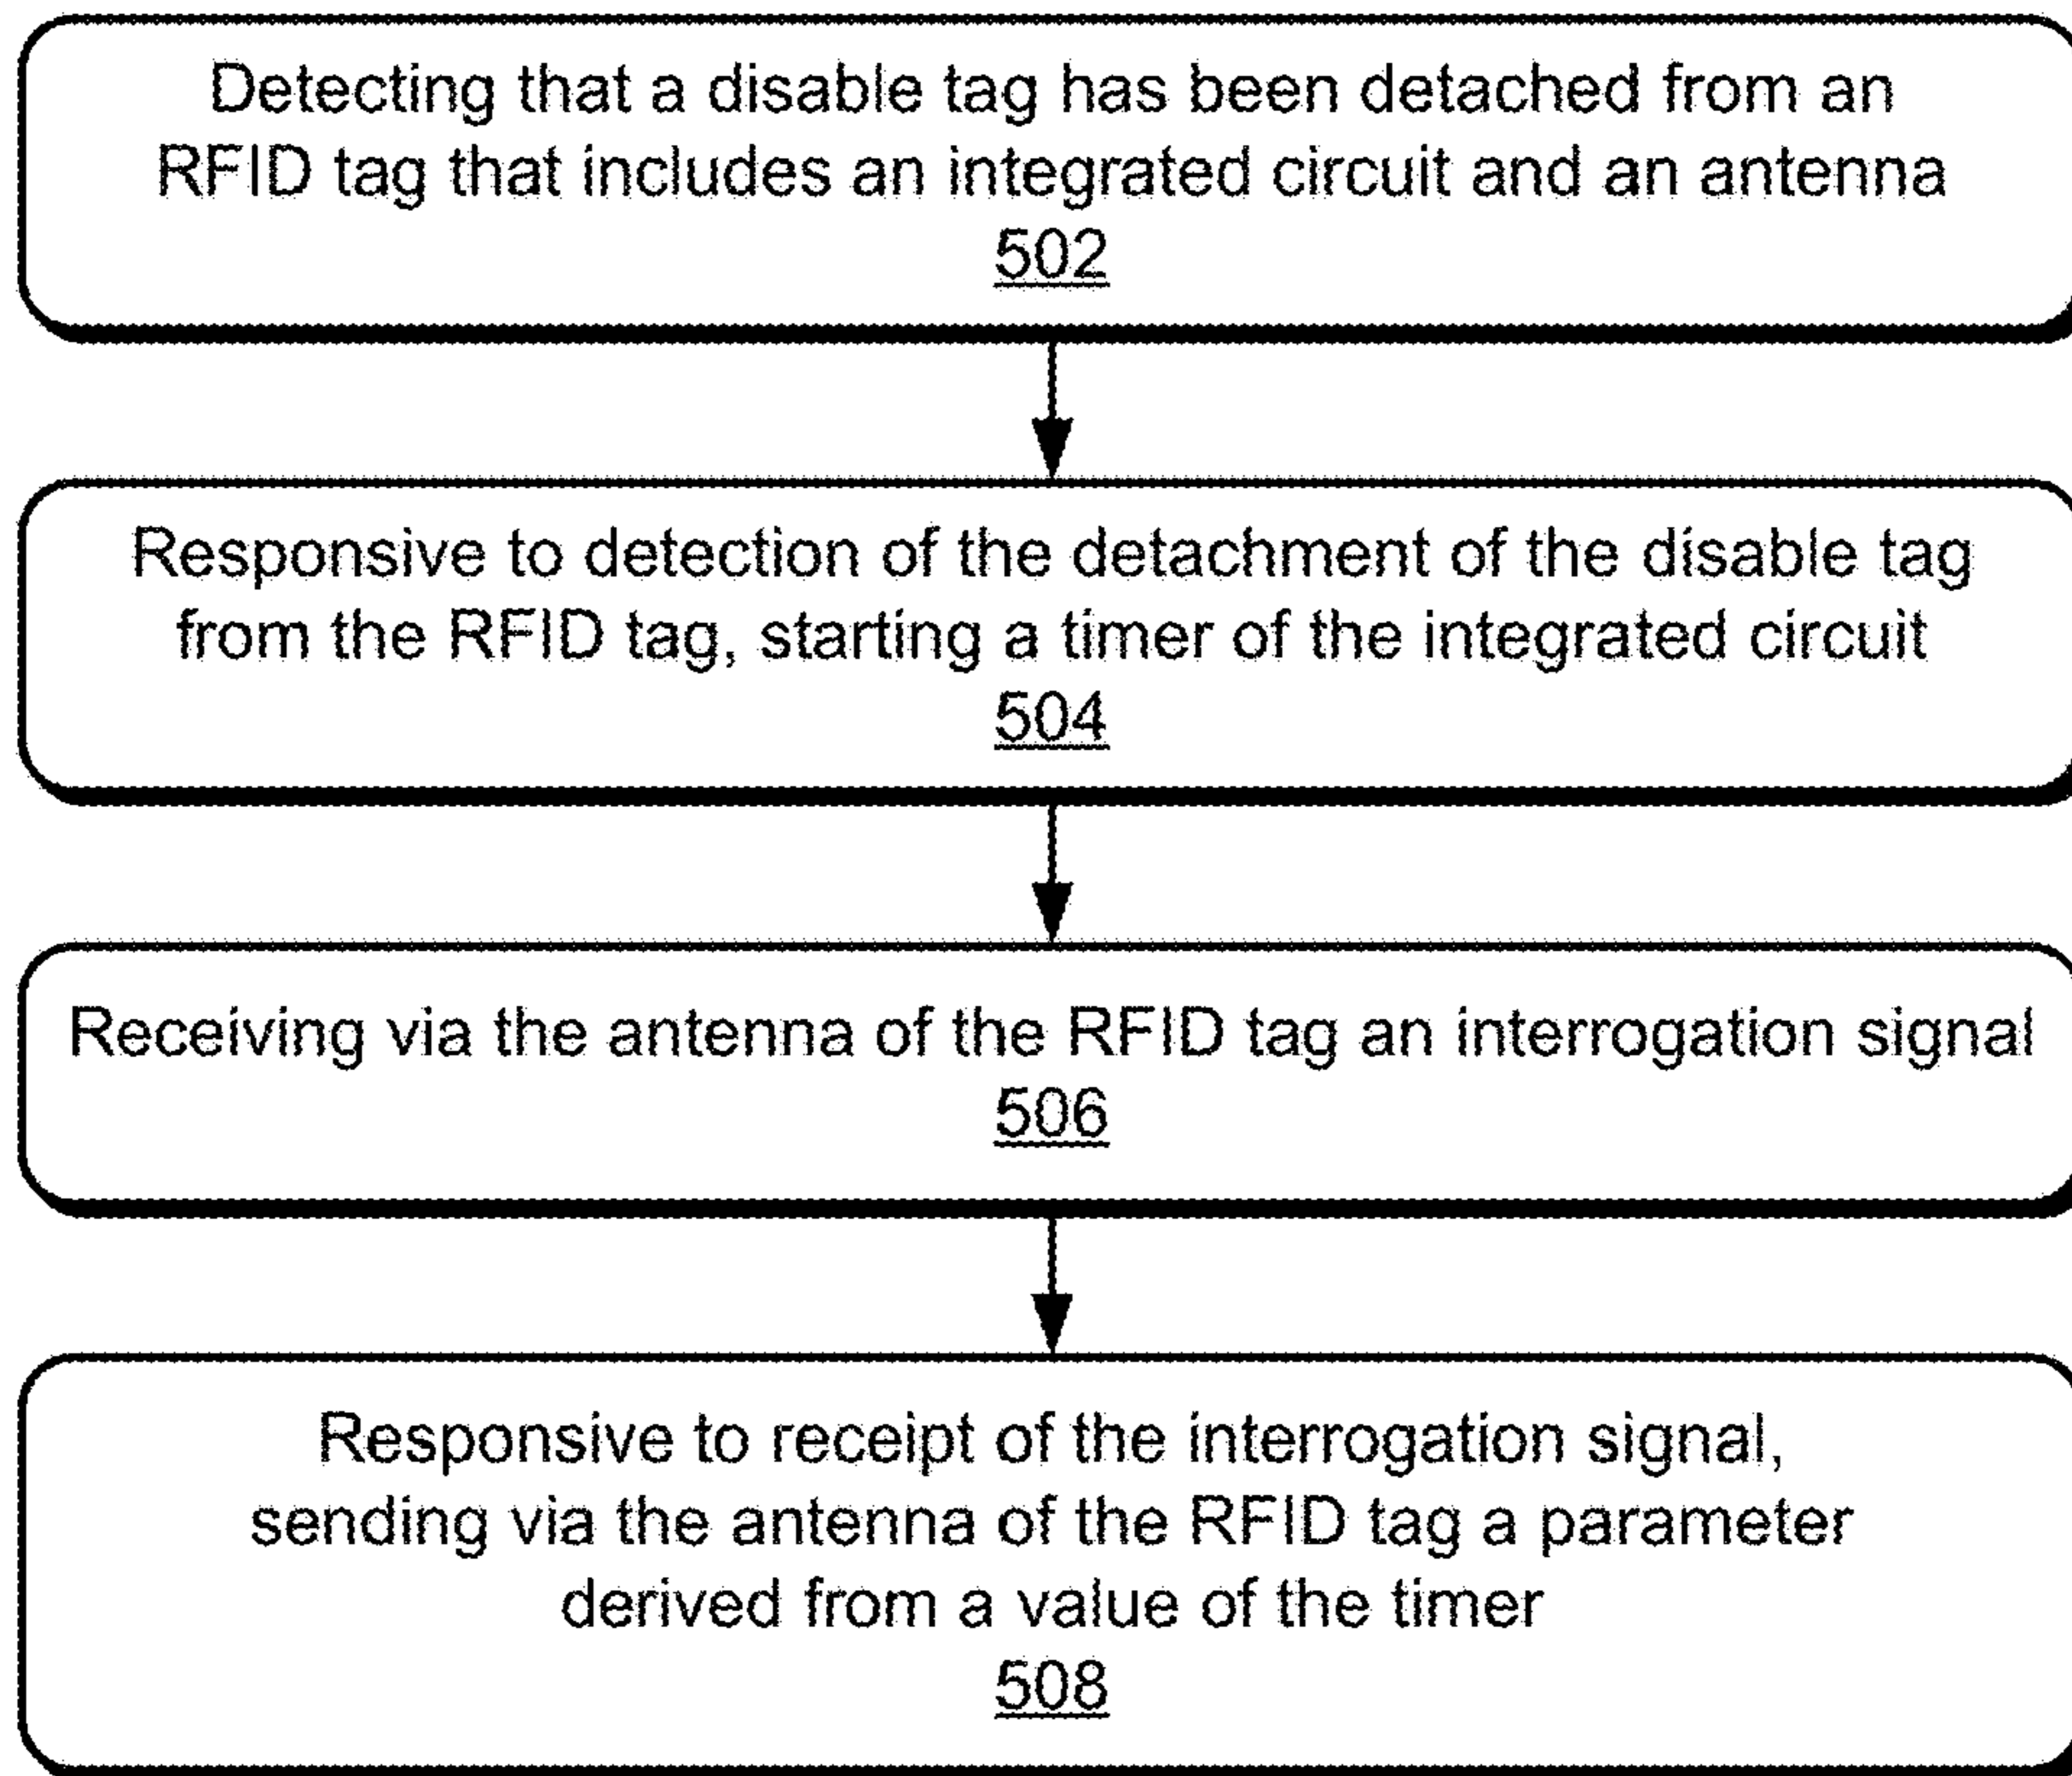 Detecting that a disable tag has been detached from an
RFID tag that includes an integrated circuit and an antenna
502
Responsive to detection of the detachment of the disable tag
from the RFID tag, starting a timer of the integrated circuit
504
Receiving via the antenna of the RFID tag an interrogation signal
506
Responsive to receipt of the interrogation signal,
sending via the antenna of the RFID tag a parameter
derived from a value of the timer
508